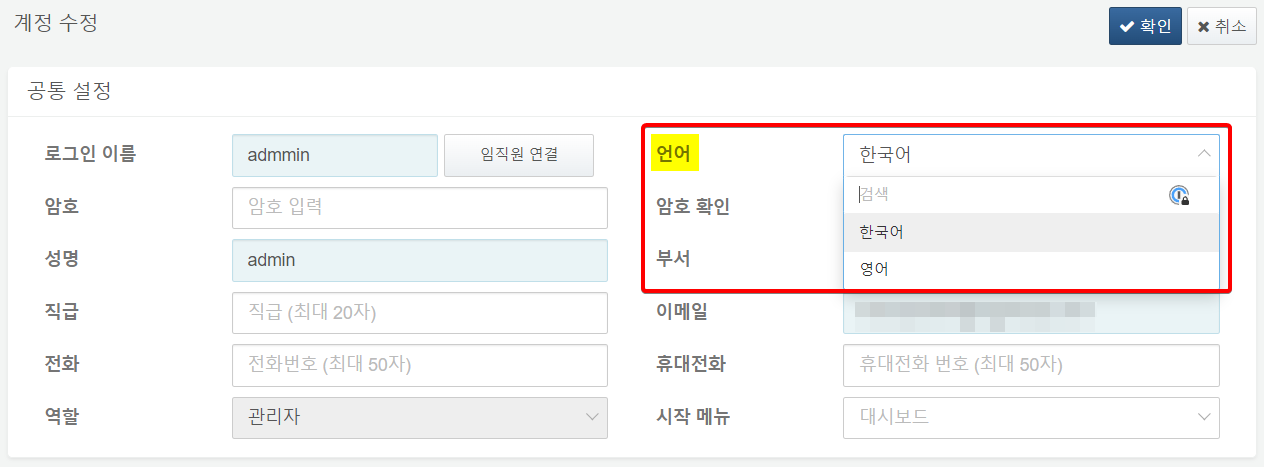 계정 수정
확인 취소
공통 설정
로그인 이름 admmin 임직원 연결 언어 한국어
검색
암호 암호 입력 암호 확인
한국어
성명 admin 부서
영어
직급 직급 (최대 20자) 이메일
전화 전화번호 (최대 50자) 휴대전화 휴대전화 번호 (최대 50자)
역할 관리자 시작 메뉴 대시보드